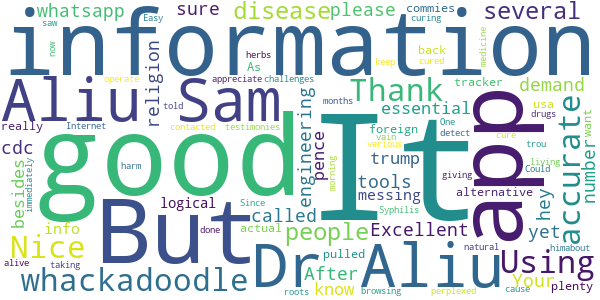 whatsapp disease please sure several commies curing
Easy saw now herbs cured medicine
information
Aliu Sam religion As back keep
appreciate challenges operate told contacted testimonies
Thank tracker demand
really Internet months essential usa drugs
cdc good It app accurate number want
engineering foreign One detect
besides harm pence vain verious cure trou
immediately But logical trump tools giving living Could
morning messing alternative hey
called Syphilis natural
Nice info people Excellent yet himabout
Since actual
done
whackadoodle Dr Aliu Using
After pulled know Your plenty
alive taking roots browsing perplexed cause